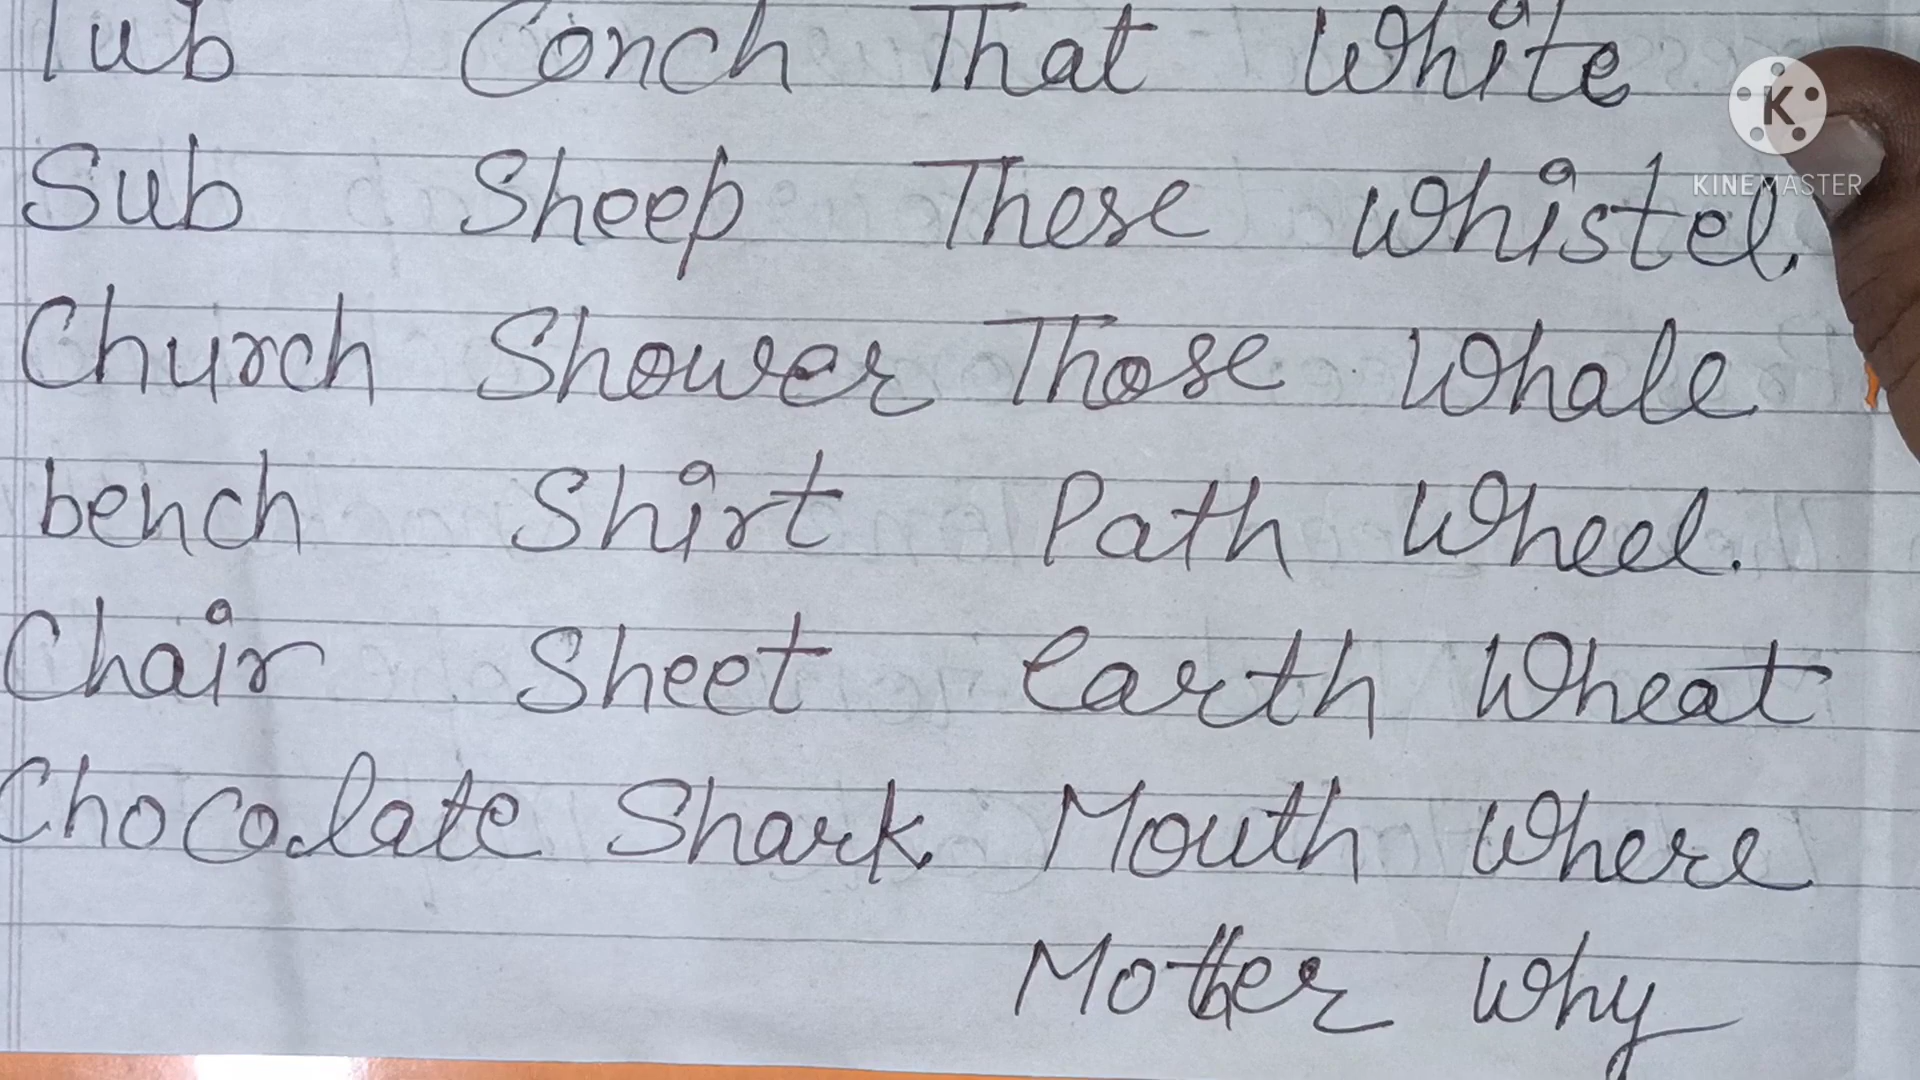 Tub Conch That White
Sub Sheep These Whistel.
Church Shower Those Whale
bench Shirt Path Wheel.
Chair Sheet earth Wheat
Chocolate Shark Mouth Where
Mother Why
KINEMASTER